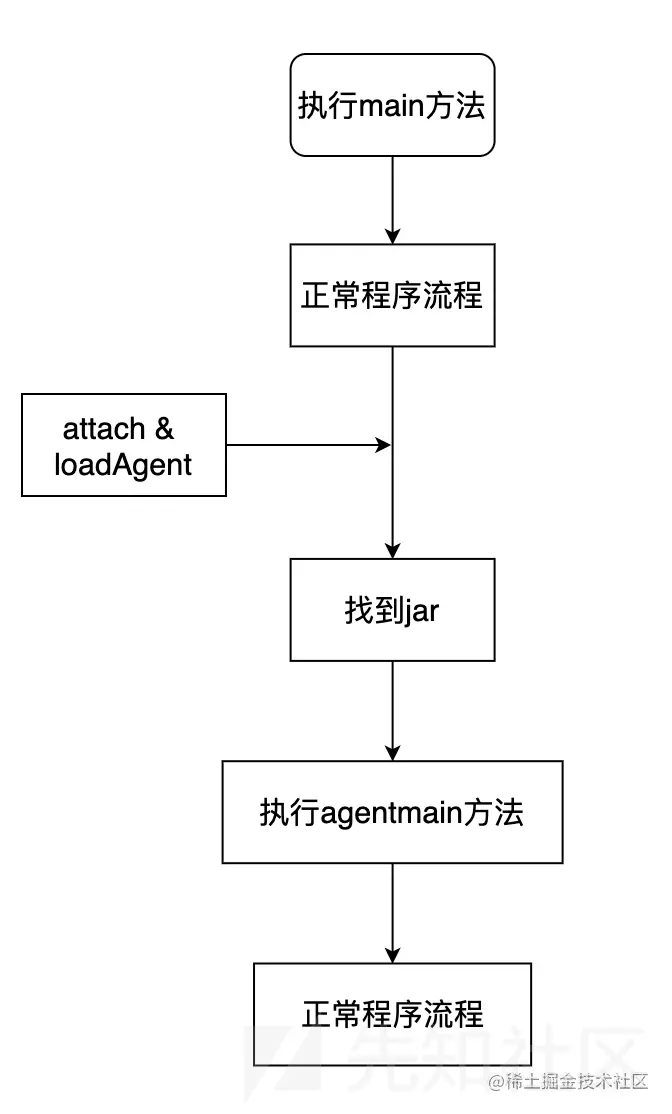 执行main方法
正常程序流程
attach &
loadAgent
找到jar
执行agentmain方法
正常程序流程
先知社区
@稀土掘金技术社区